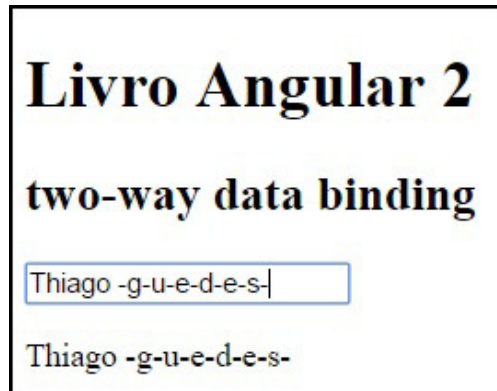 Livro Angular 2
two-way data binding
Thiago -g-u-e-d-e-s-
Thiago -g-u-e-d-e-s-